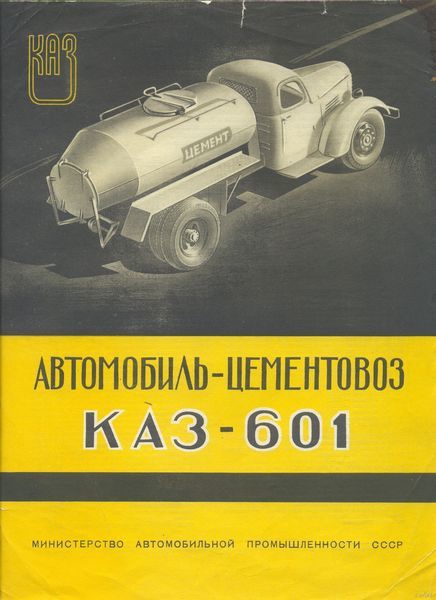 КАЗ
ЦЕМЕНТ
АВТОМОБИЛЬ-ЦЕМЕНТОВОЗ
КАЗ-601
МИНИСТЕРСТВО АВТОМОБИЛЬНОЙ ПРОМЫШЛЕННОСТИ СССР